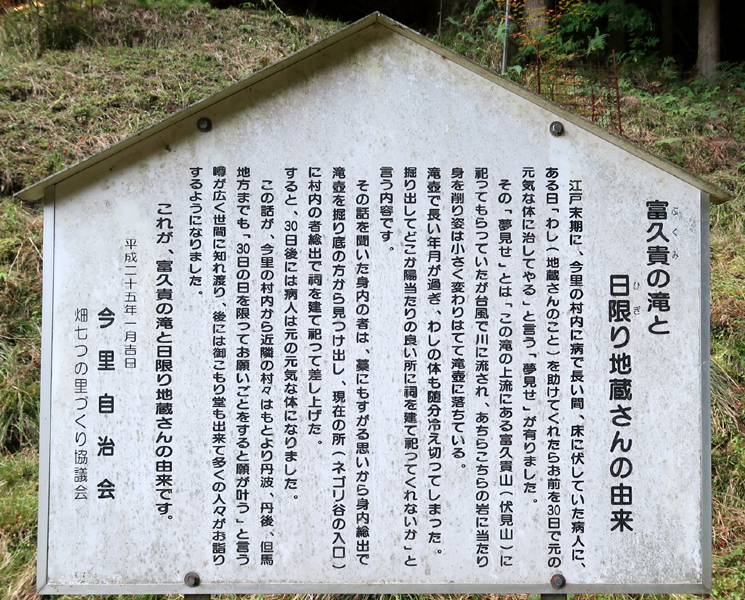 富久貴の滝と
日限り地蔵さんの由来
ふくみ
ひぎ
江戸末期に、今里の村内に病で長い間、床に伏していた病人に、
ある日「わし（地蔵さんのこと）を助けてくれたらお前を30日で元の
元気な体に治してやる」と言う「夢見せ」が有りました。
その「夢見せ」とは「この滝の上流にある富久貴山（伏見山）に
祀ってもらっていたが台風で川に流され、あちらこちらの岩に当たり
身を削り姿は小さく変わりはてて滝壺に落ちている。
滝壺で長い年月が過ぎ、わしの体も随分冷え切ってしまった。
掘り出してどこか陽当たりの良い所に祠を建て祀ってくれないか」と
言う内容です。
その話を聞いた身内の者は、藁にもすがる思いから身内総出で
滝壺を掘り底の方から見つけ出し、現在の所（ネゴリ谷の入口）
に村内の者総出で祠を建て祀って差し上げた。
すると、30日後には病人は元の元気な体になりました。
この話が、今里の村内から近隣の村々はもとより丹波、丹後、但馬
地方までも「30日の日を限ってお願いごとをすると願が叶う」と言う
噂が広く世間に知れ渡り、後には御こもり堂も出来て多くの人々がお詣り
するようになりました。
これが、富久貴の滝と日限り地蔵さんの由来です。
平成二十五年一月吉日
今里自治会
畑七つの里づくり協議会